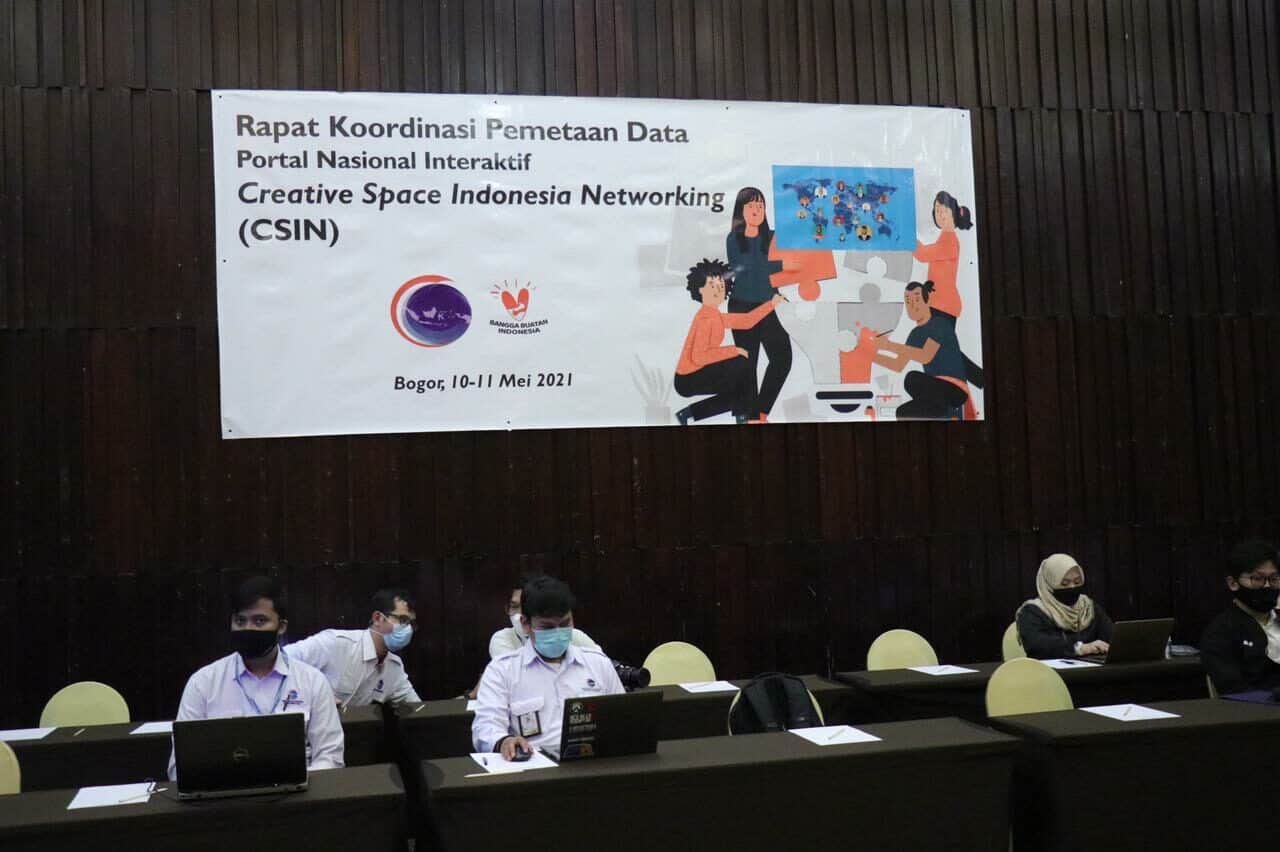 Rapat Koordinasi Pemetaan Data
Portal Nasional Interaktif
Creative Space Indonesia Networking
(CSIN)
BANGGA BUATAN
INDONESIA
Bogor, 10-11 Mei 2021
DELL